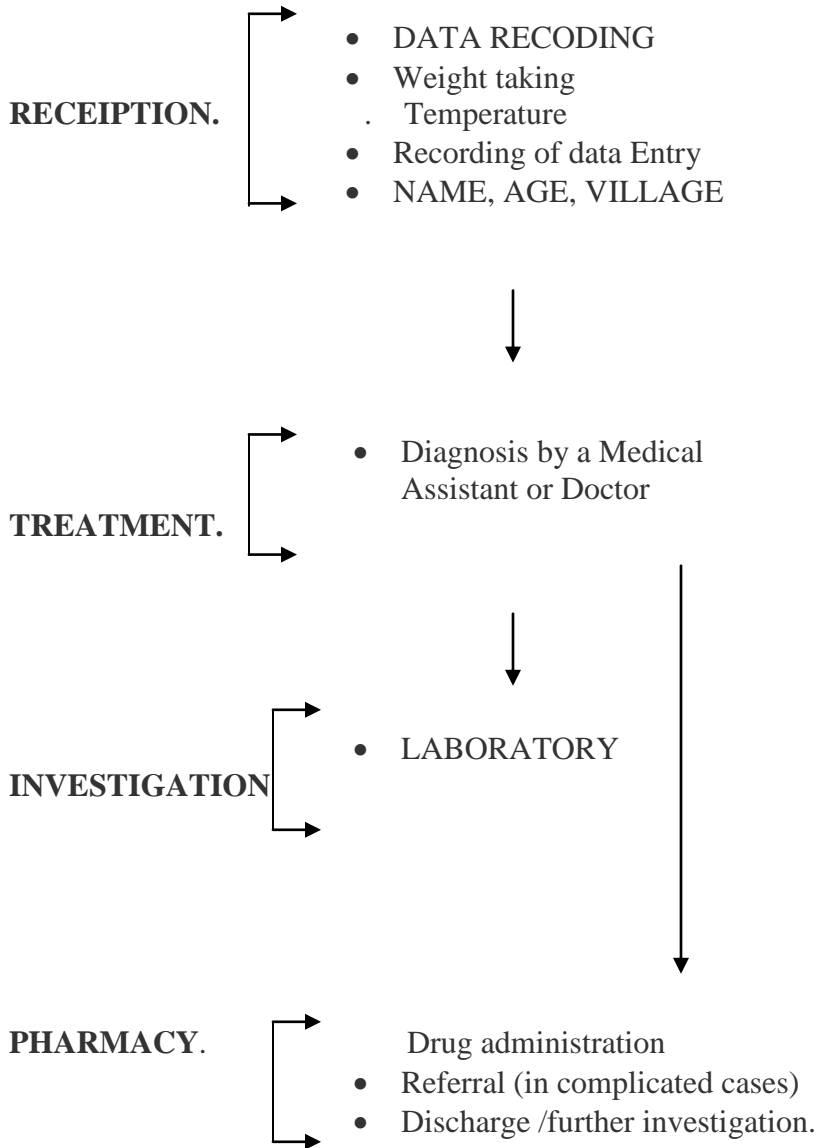 • DATA RECODING
• Weight taking
RECEIPTION.
. Temperature
• Recording of data Entry
• NAME, AGE, VILLAGE
• Diagnosis by a Medical
Assistant or Doctor
TREATMENT.
• LABORATORY
INVESTIGATION
PHARMACY.
Drug administration
• Referral (in complicated cases)
• Discharge /further investigation.